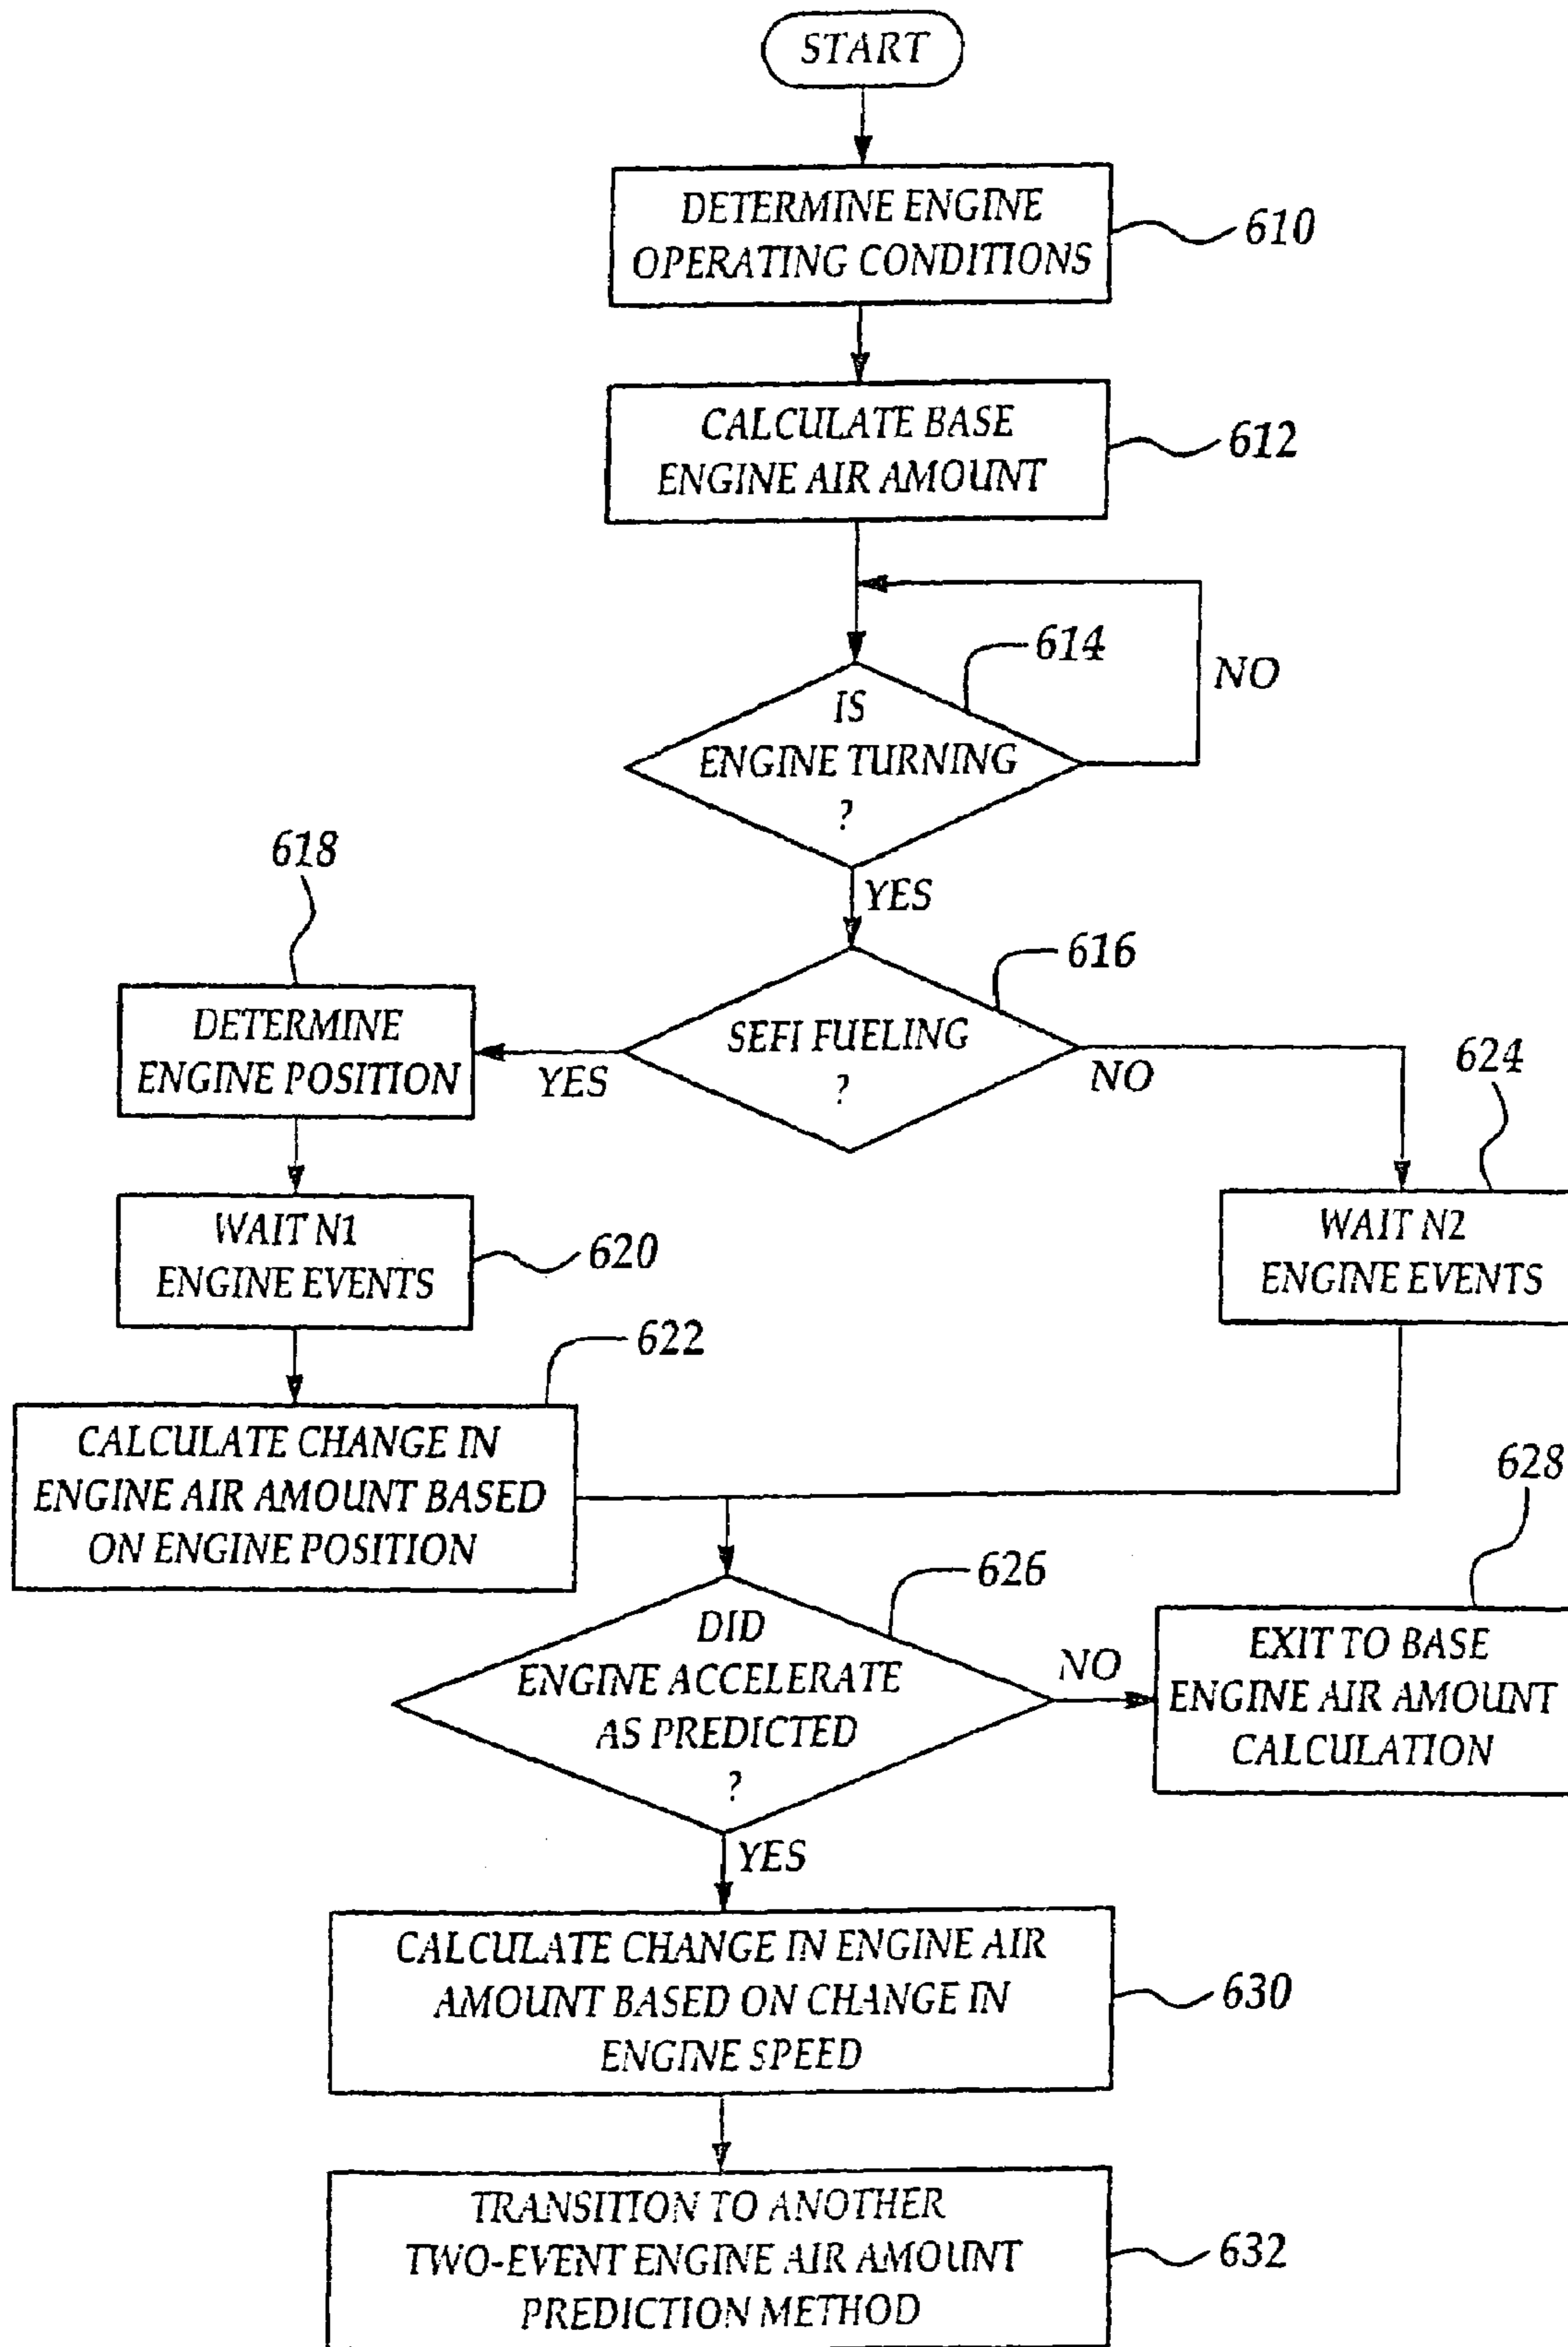 START
DETERMINE ENGINE
OPERATING CONDITIONS
610
CALCULATE BASE
ENGINE AIR AMOUNT
612
614
NO
IS
ENGINE TURNING
?
YES
618
616
SEFI FUELING
?
YES
NO
DETERMINE
ENGINE POSITION
624
WAIT N1
ENGINE EVENTS
620
WAIT N2
ENGINE EVENTS
622
CALCULATE CHANGE IN
ENGINE AIR AMOUNT BASED
ON ENGINE POSITION
628
626
DID
ENGINE ACCELERATE
AS PREDICTED
?
NO
EXIT TO BASE
ENGINE AIR AMOUNT
CALCULATION
YES
CALCULATE CHANGE IN ENGINE AIR
AMOUNT BASED ON CHANGE IN
ENGINE SPEED
630
TRANSITION TO ANOTHER
TWO-EVENT ENGINE AIR AMOUNT
PREDICTION METHOD
632